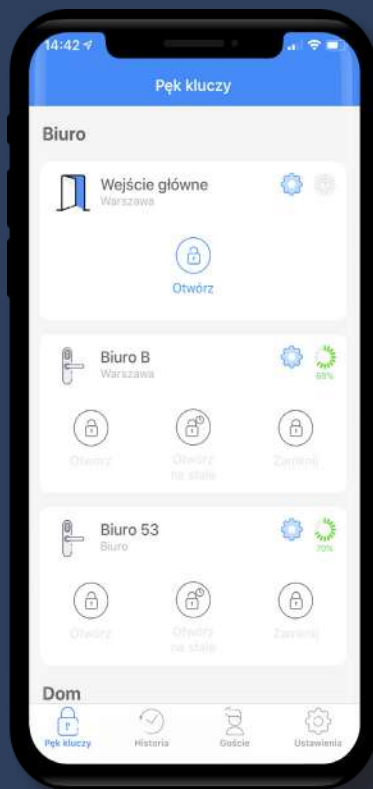 14:42
Pęk kluczy
Biuro
Wejście główne
Warszawa
Otwórz
Biuro B
Warszawa
68%
Otwórz
Otwórz
na stałe
Zamknij
Biuro 53
Biuro
70%
Otwórz
Otwórz
na stałe
Zamknij
Dom
Pęk kluczy
Historia
Goście
Ustawienia